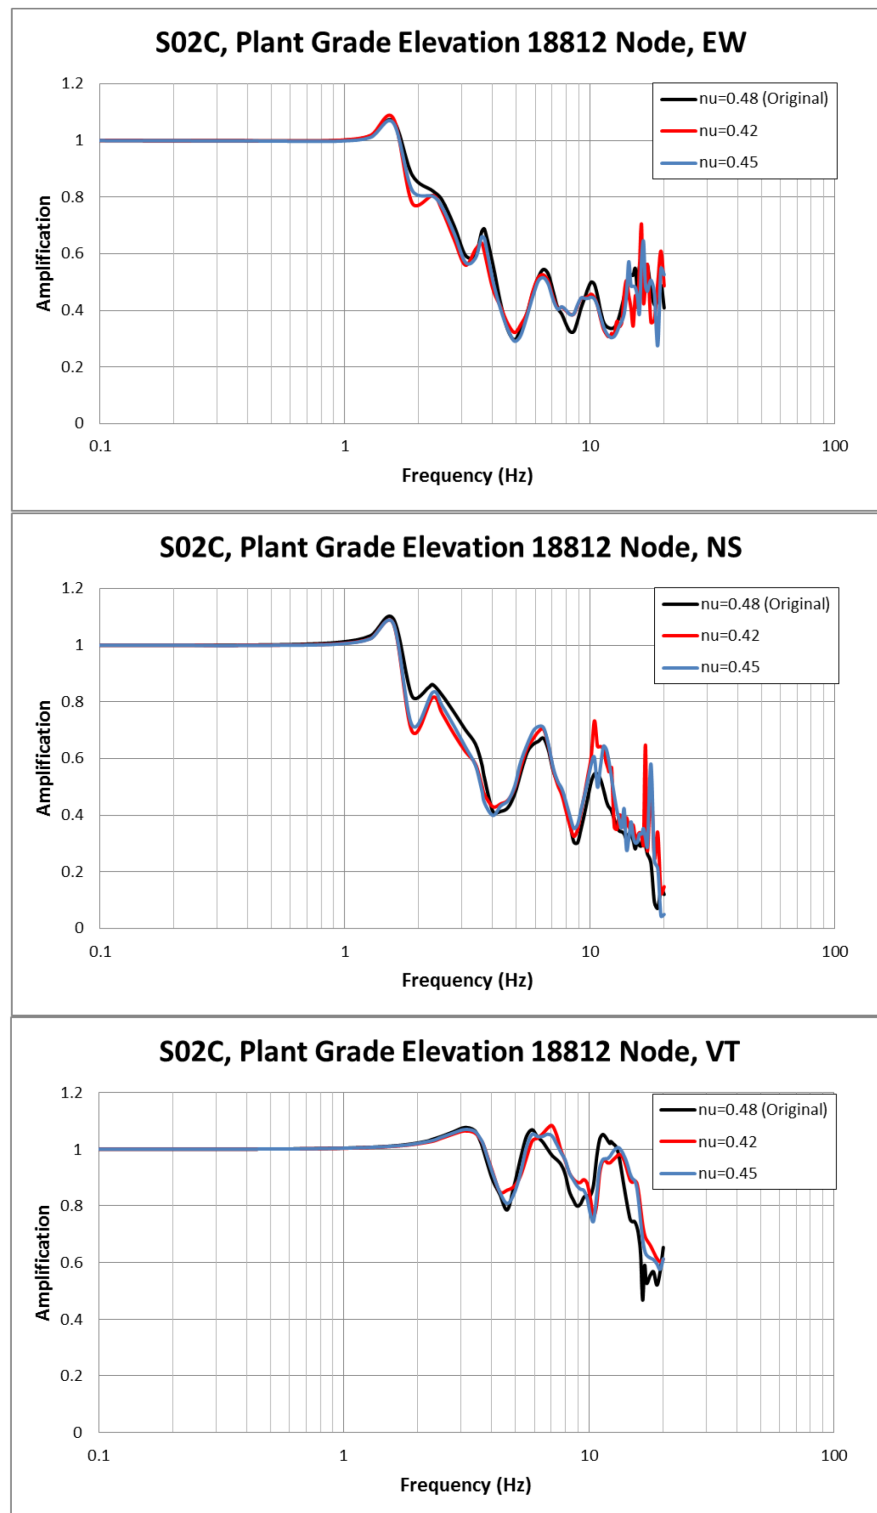 S02C, Plant Grade Elevation 18812 Node, EW
1.2
nu=0.48 (Original)
1
nu=0.42
nu=0.45
0.8
Amplification
0.6
0.4
0.2
0
0.1
1
10
100
Frequency (Hz)
S02C, Plant Grade Elevation 18812 Node, NS
1.2
nu=0.48 (Original)
1
nu=0.42
nu=0.45
0.8
Amplification
0.6
0.4
0.2
0
0.1
1
10
100
Frequency (Hz)
S02C, Plant Grade Elevation 18812 Node, VT
1.2
nu=0.48 (Original)
1
nu=0.42
nu=0.45
0.8
Amplification
0.6
0.4
0.2
0
0.1
1
10
100
Frequency (Hz)